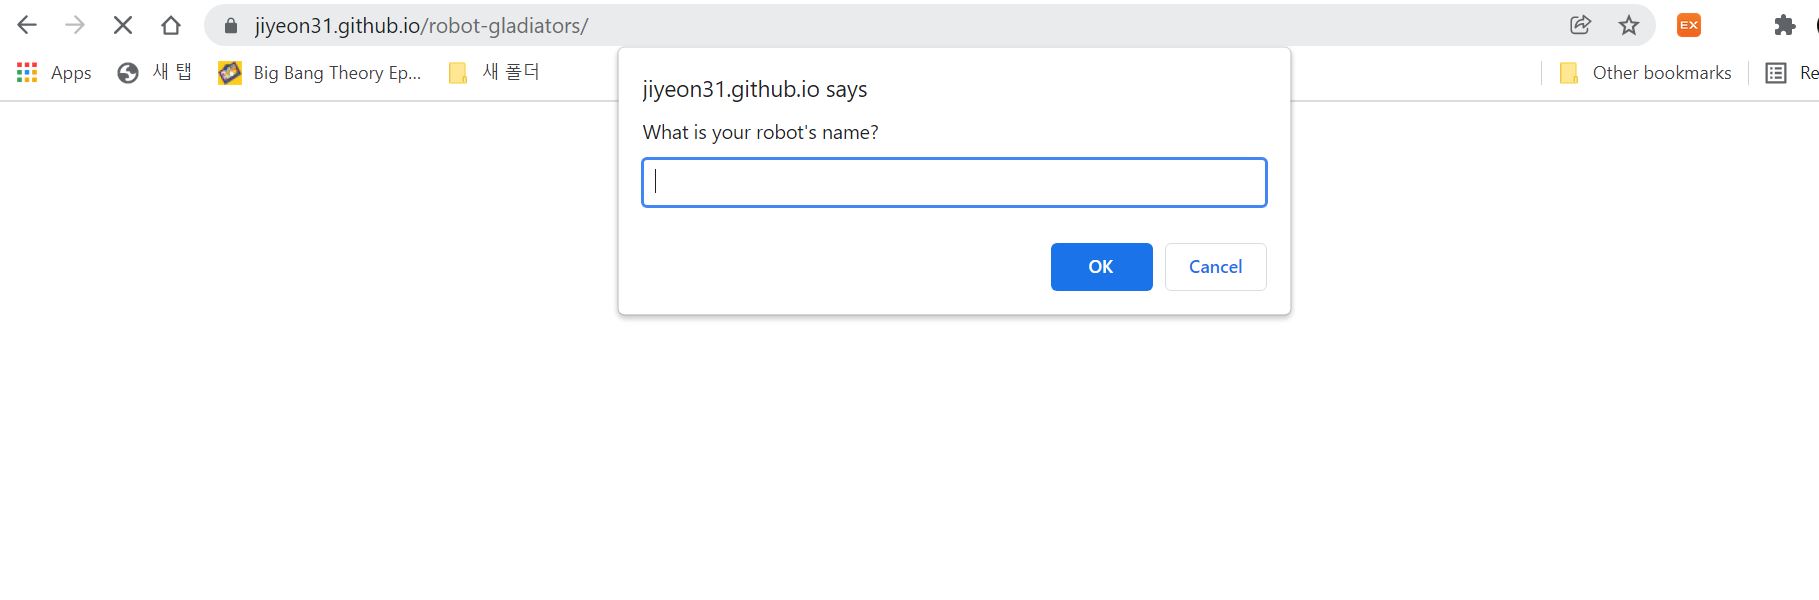 jiyeon31.github.io/robot-gladiators/
EX
Apps
새 탭
Big Bang Theory Ep...
새 폴더
Other bookmarks
Re
jiyeon31.github.io says
What is your robot's name?
OK
Cancel